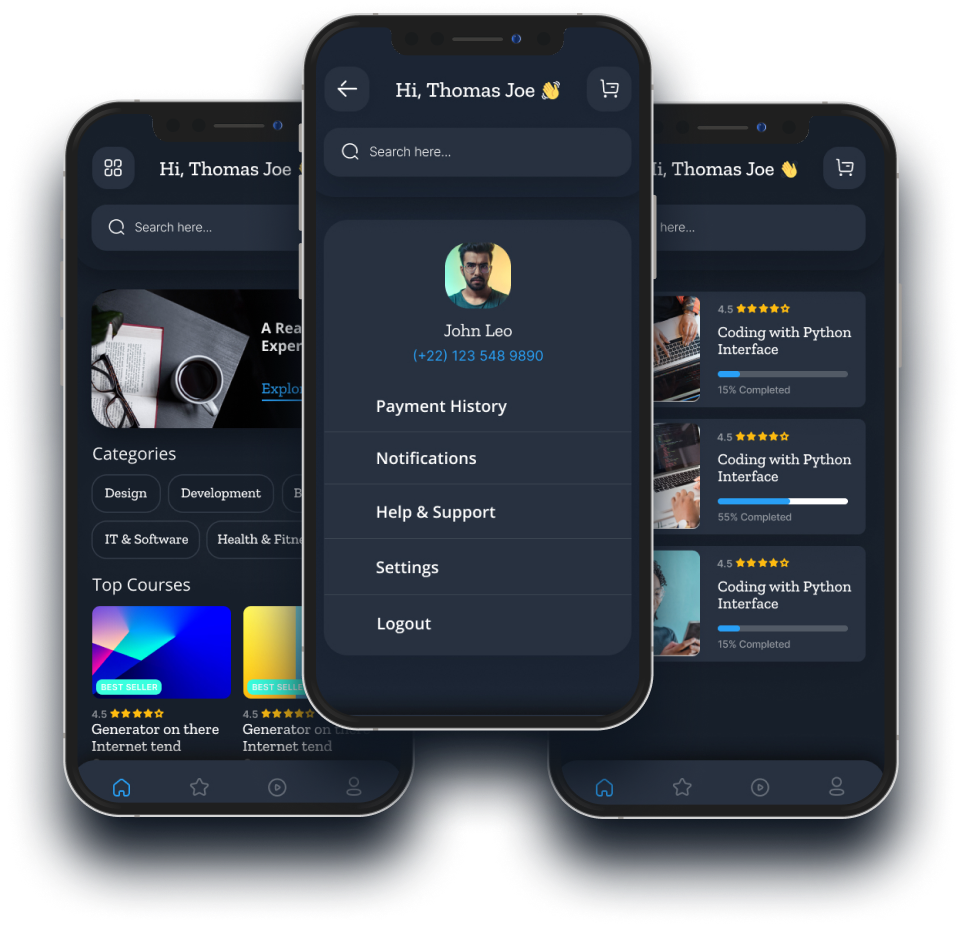 Hi, Thomas Joe
Search here...
A Rea
Exper
Explo
Categories
Design
Development
B
IT & Software
Health & Fitne
Top Courses
BEST SELLER
BEST SELLE
4.5
4.5
Generator on there
Internet tend
Generator on the
Internet tend
Hi, Thomas Joe 👋
Search here...
John Leo
(+22) 123 548 9890
Payment History
Notifications
Help & Support
Settings
Logout
Hi, Thomas Joe 👋
here...
4.5
Coding with Python
Interface
15% Completed
4.5
Coding with Python
Interface
55% Completed
4.5
Coding with Python
Interface
15% Completed